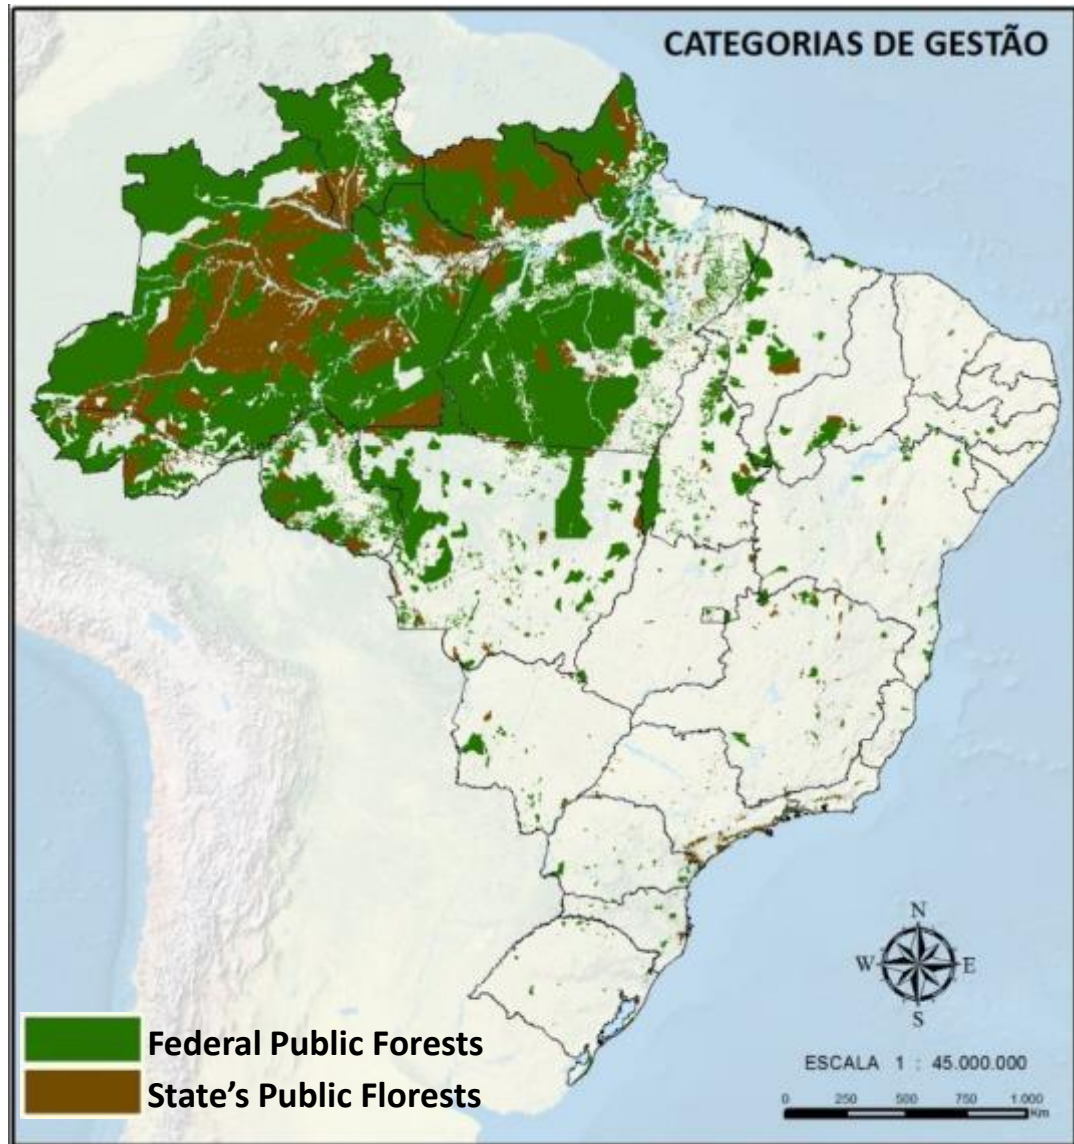 CATEGORIAS DE GESTÃO
N
W E
S
Federal Public Forests
State's Public Florests
ESCALA 1 : 45.000.000
0 250 500 750 1.000
Km